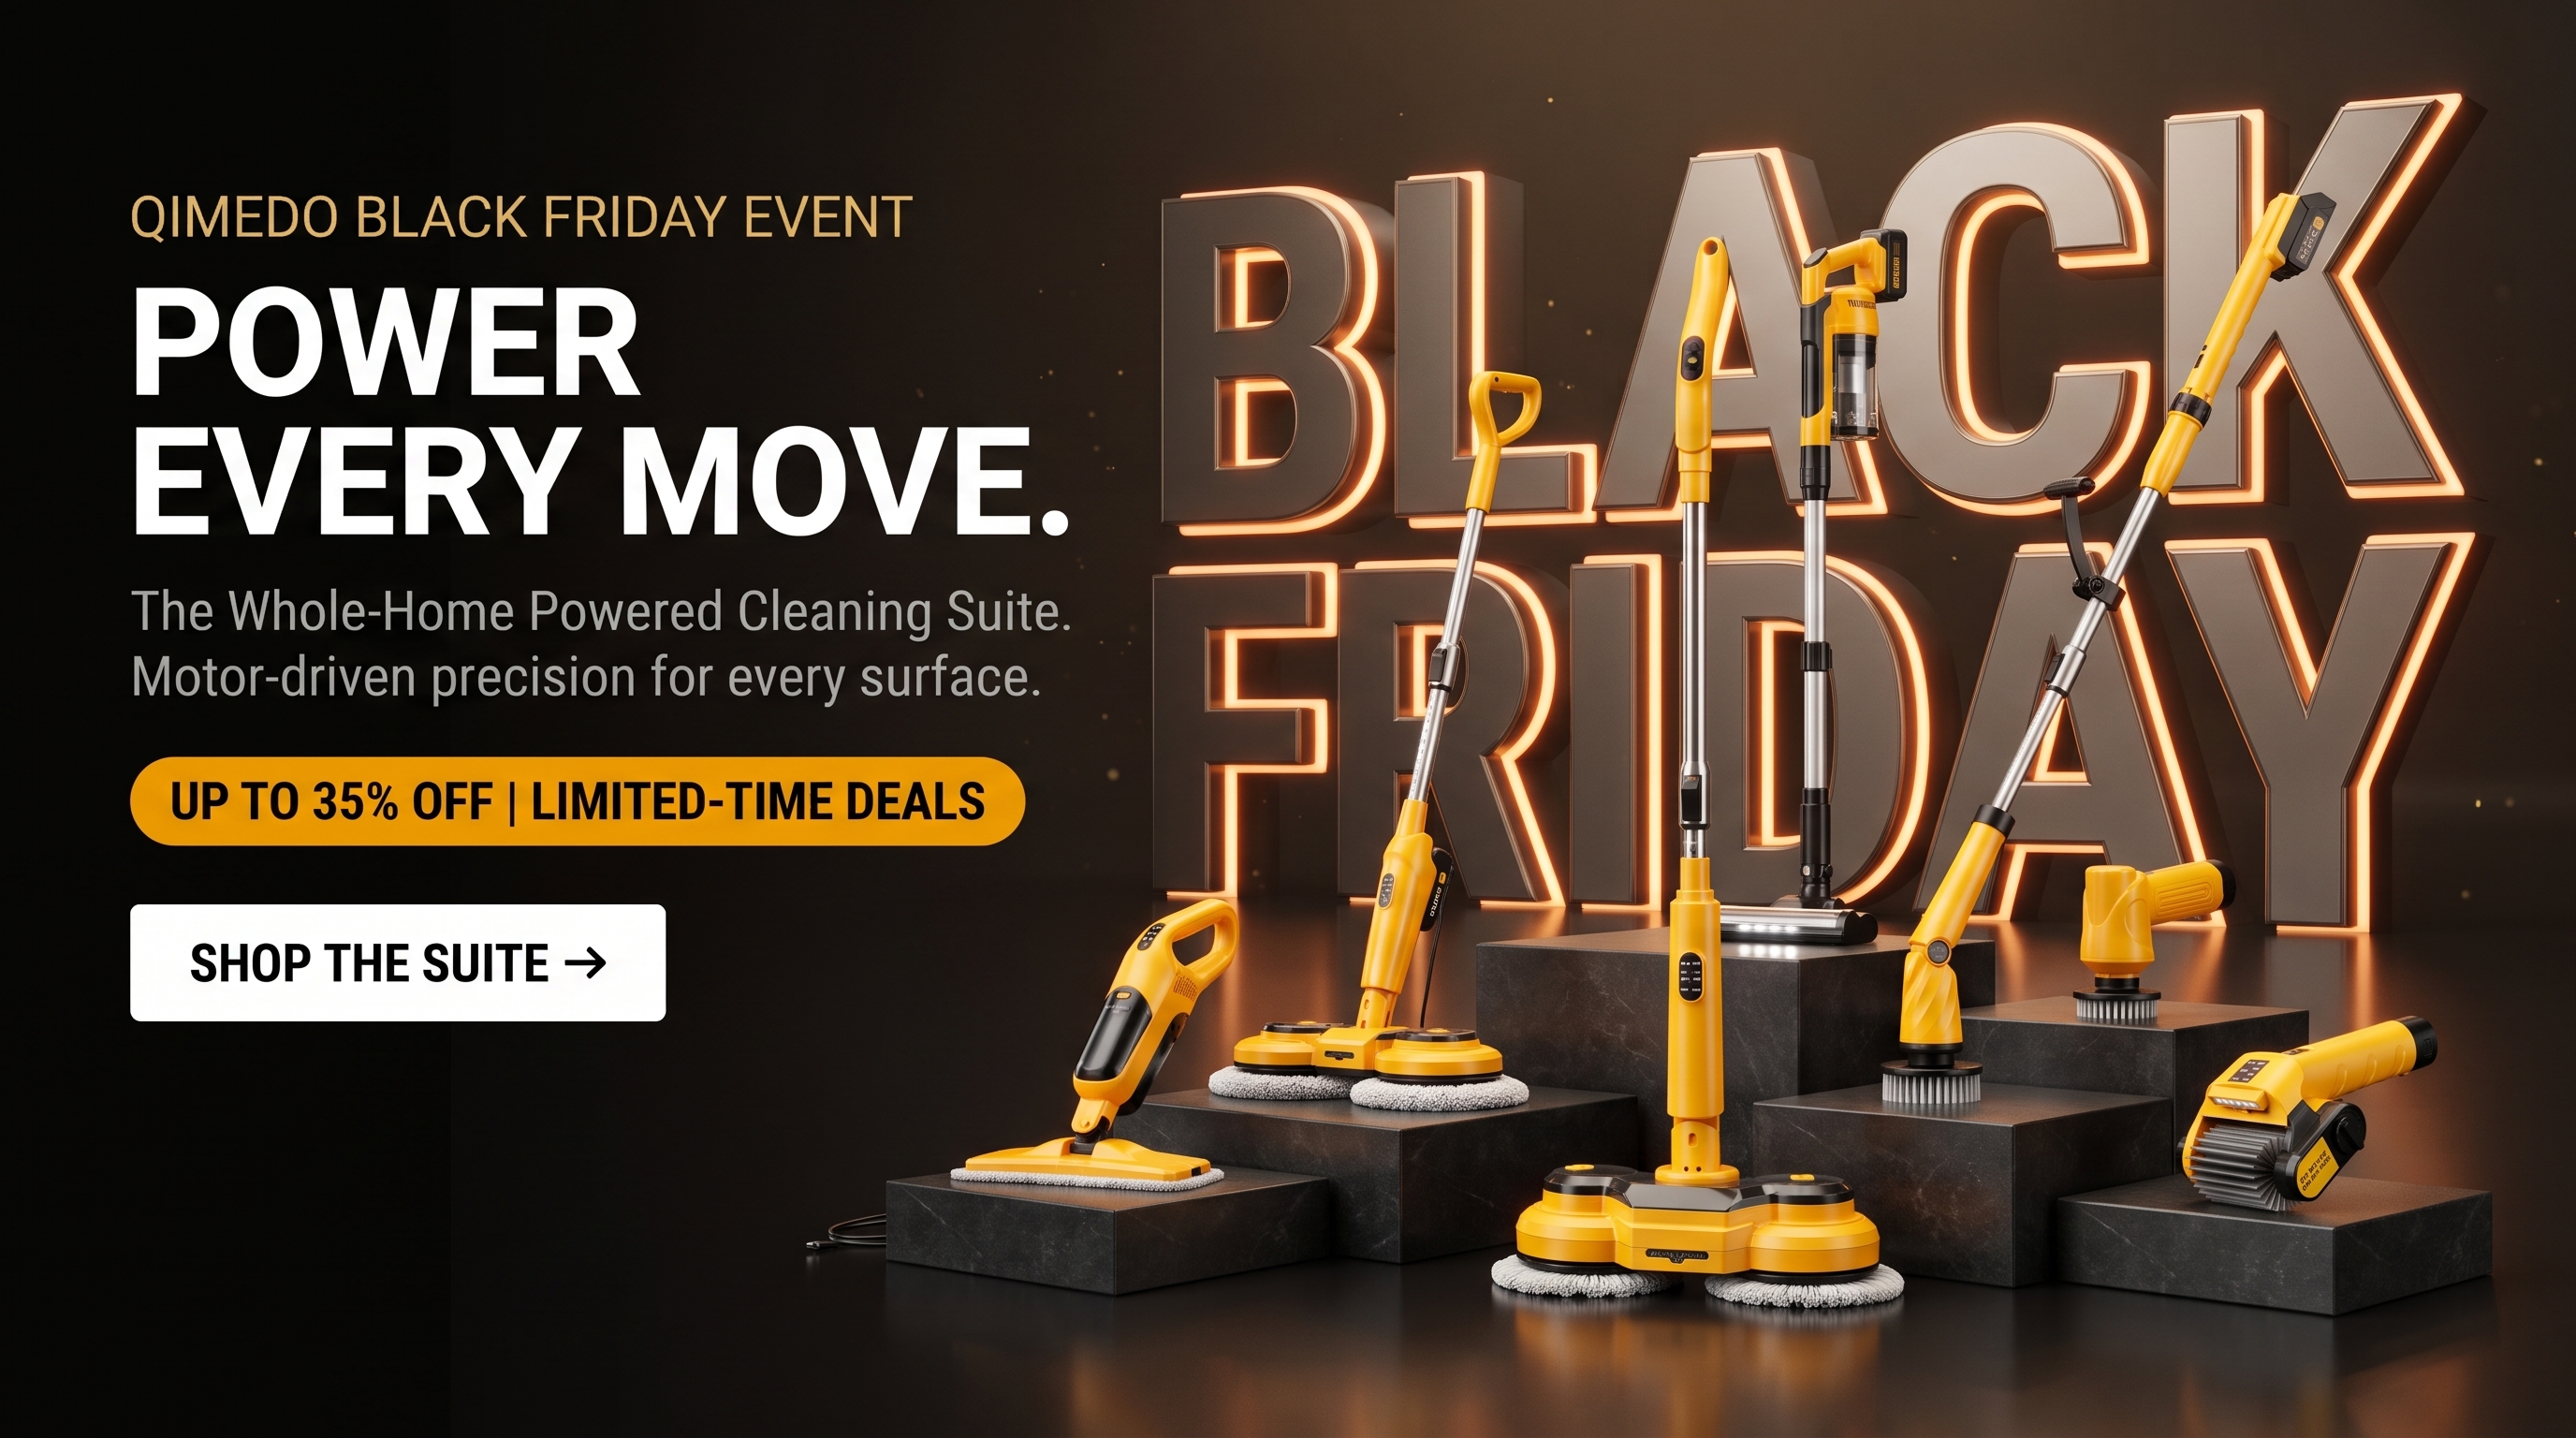 QIMEDO BLACK FRIDAY EVENT
POWER
EVERY MOVE.
The Whole-Home Powered Cleaning Suite.
Motor-driven precision for every surface.
UP TO 35% OFF | LIMITED-TIME DEALS
SHOP THE SUITE →
BLACK
FRIDAY